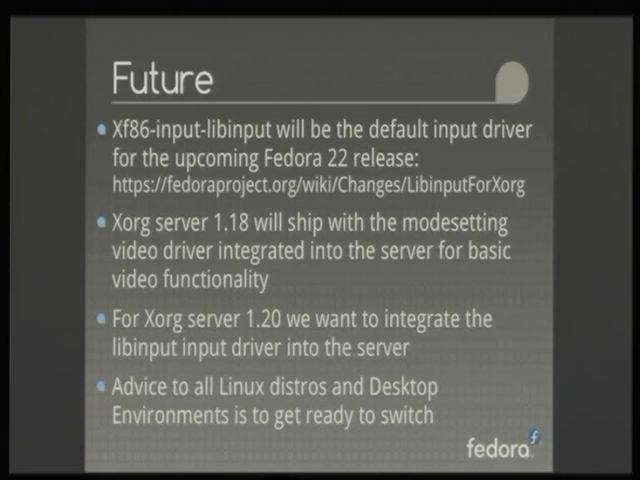 Future
Xf86-input-libinput will be the default input driver
for the upcoming Fedora 22 release:
https://fedoraproject.org/wiki/Changes/LibinputForXorg
Xorg server 1.18 will ship with the modesetting
video driver integrated into the server for basic
video functionality
For Xorg server 1.20 we want to integrate the
libinput input driver into the server
Advice to all Linux distros and Desktop
Environments is to get ready to switch
fedora